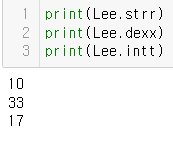 1 print(Lee.strr)
2 print(Lee.dexx)
3 print(Lee.intt)
10
33
17